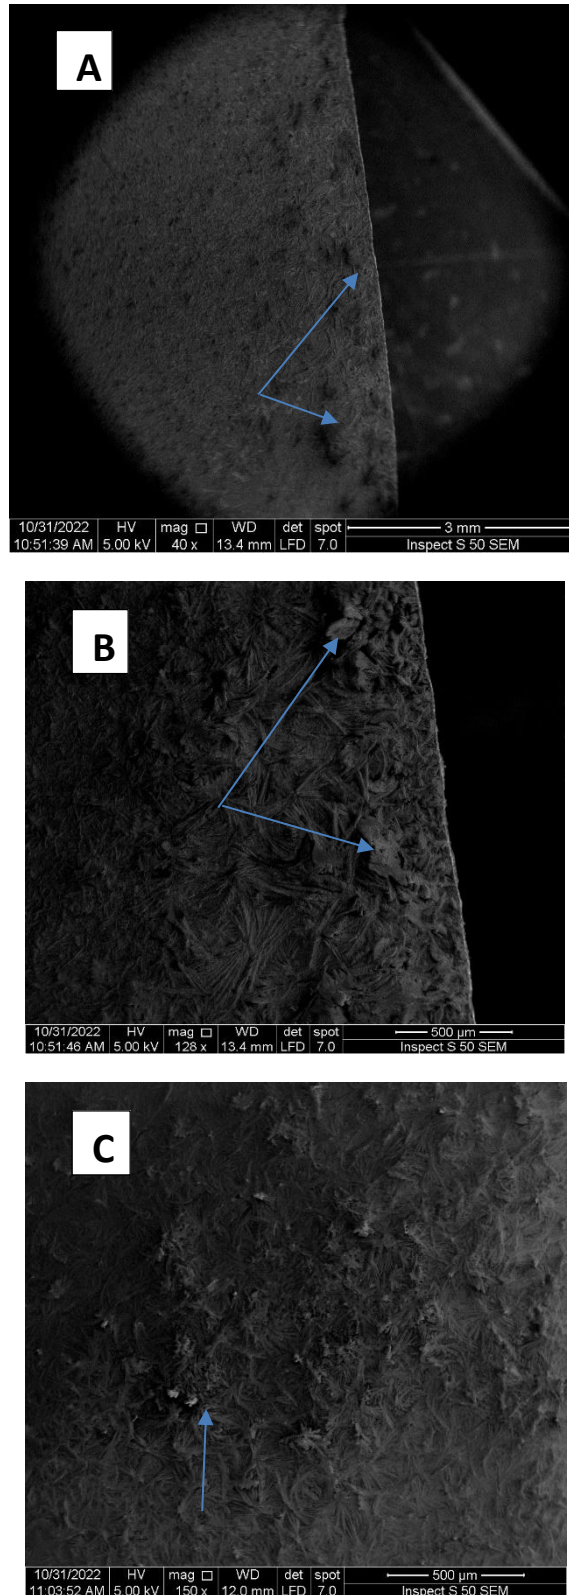 A
10/31/2022 HV mag □ WD det spot 3 mm
10:51:39 AM 5.00 kV 40 x 13.4 mm LFD 7.0 Inspect S 50 SEM
B
10/31/2022 HV mag □ WD det spot 500 µm
10:51:46 AM 5.00 kV 128 x 13.4 mm LFD 7.0 Inspect S 50 SEM
C
10/31/2022 HV mag □ WD det spot 500 µm
11:03:52 AM 5.00 kV 150 x 12.0 mm LFD 7.0 Inspect S 50 SEM